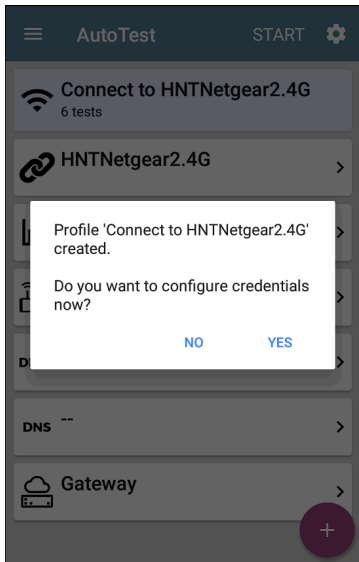 AutoTest
START
Connect to HNTNetgear2.4G
6 tests
HNTNetgear2.4G
Profile 'Connect to HNTNetgear2.4G'
created.
Do you want to configure credentials
now?
NO
YES
DNS
--
Gateway